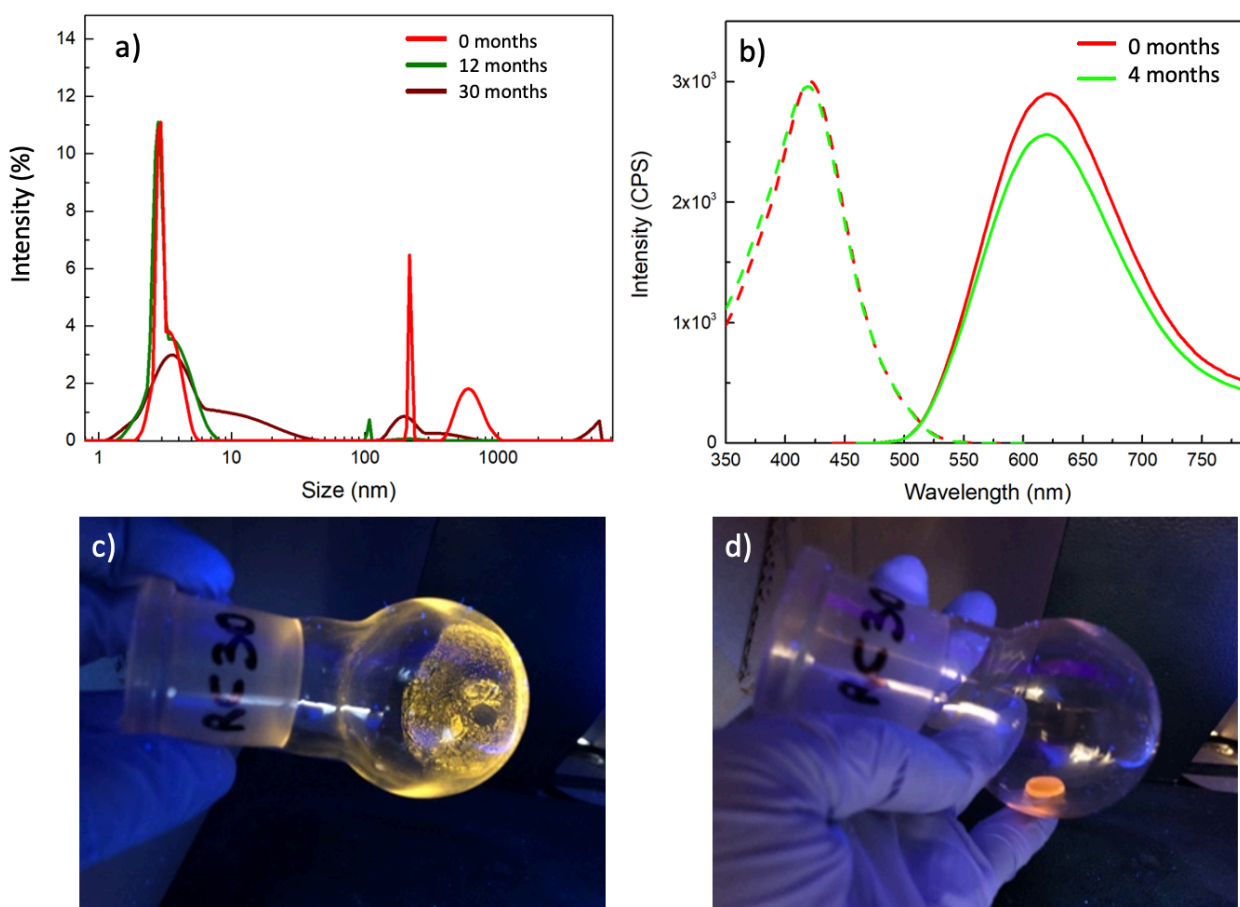 a)
0 months
12 months
30 months
14
12
10
8
6
4
2
0
Intensity (%)
1
10
100
1000
Size (nm)
b)
0 months
4 months
3x10³
2x10³
1x10³
0
Intensity (CPS)
350
450
500
550
600
650
700
750
400
Wavelength (nm)
c)
RC30
d)
RC30